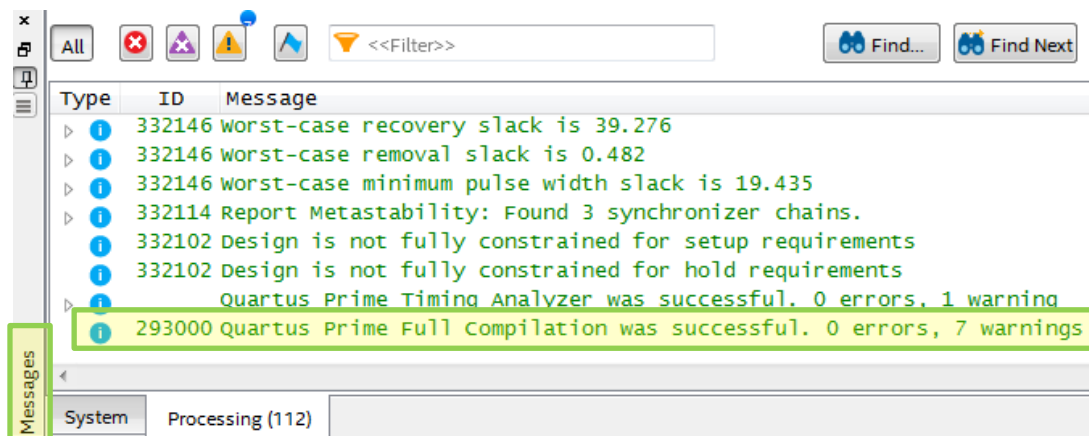 All <<Filter>> Find... Find Next
Type ID Message
332146 Worst-case recovery slack is 39.276
332146 Worst-case removal slack is 0.482
332146 Worst-case minimum pulse width slack is 19.435
332114 Report Metastability: Found 3 synchronizer chains.
332102 Design is not fully constrained for setup requirements
332102 Design is not fully constrained for hold requirements
Quartus Prime Timing Analyzer was successful. 0 errors, 1 warning
293000 Quartus Prime Full Compilation was successful. 0 errors, 7 warnings
Messages
System Processing (112)